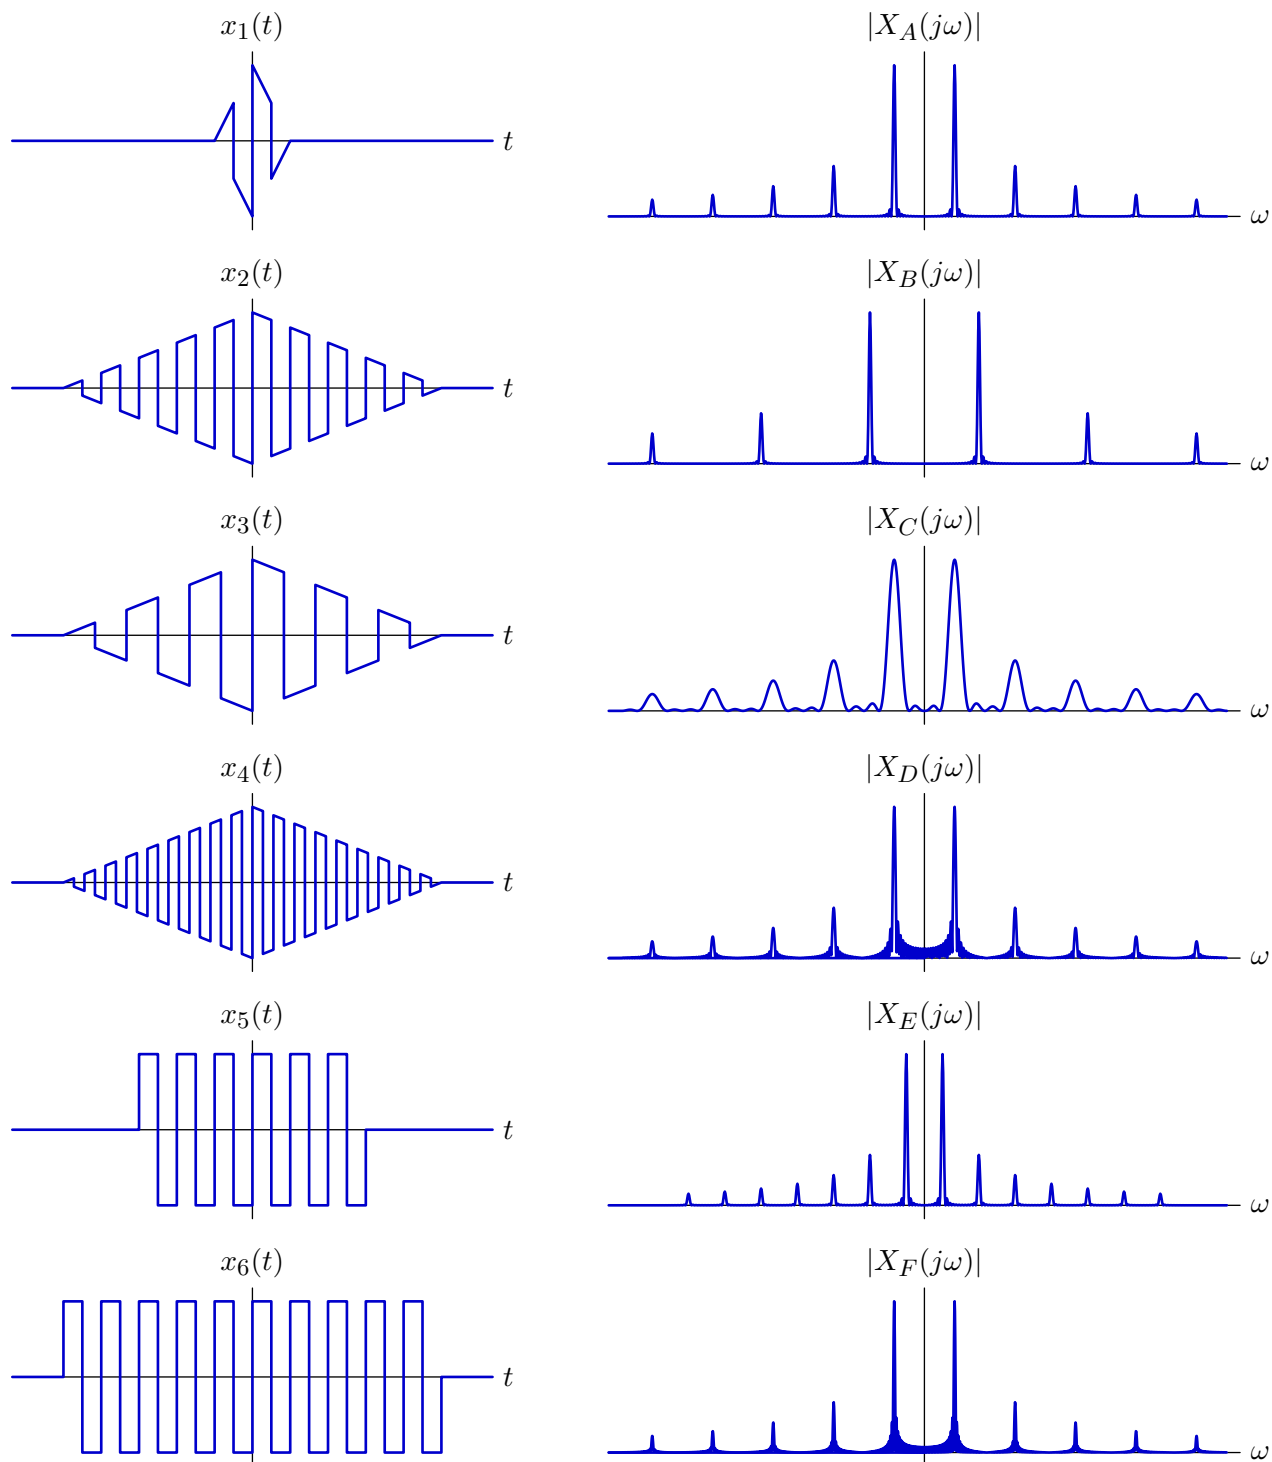 x1(t)
|XA(jω)|
t
ω
x2(t)
|XB(jω)|
t
ω
x3(t)
|XC(jω)|
t
ω
x4(t)
|XD(jω)|
t
ω
x5(t)
|XE(jω)|
t
ω
x6(t)
|XF(jω)|
t
ω